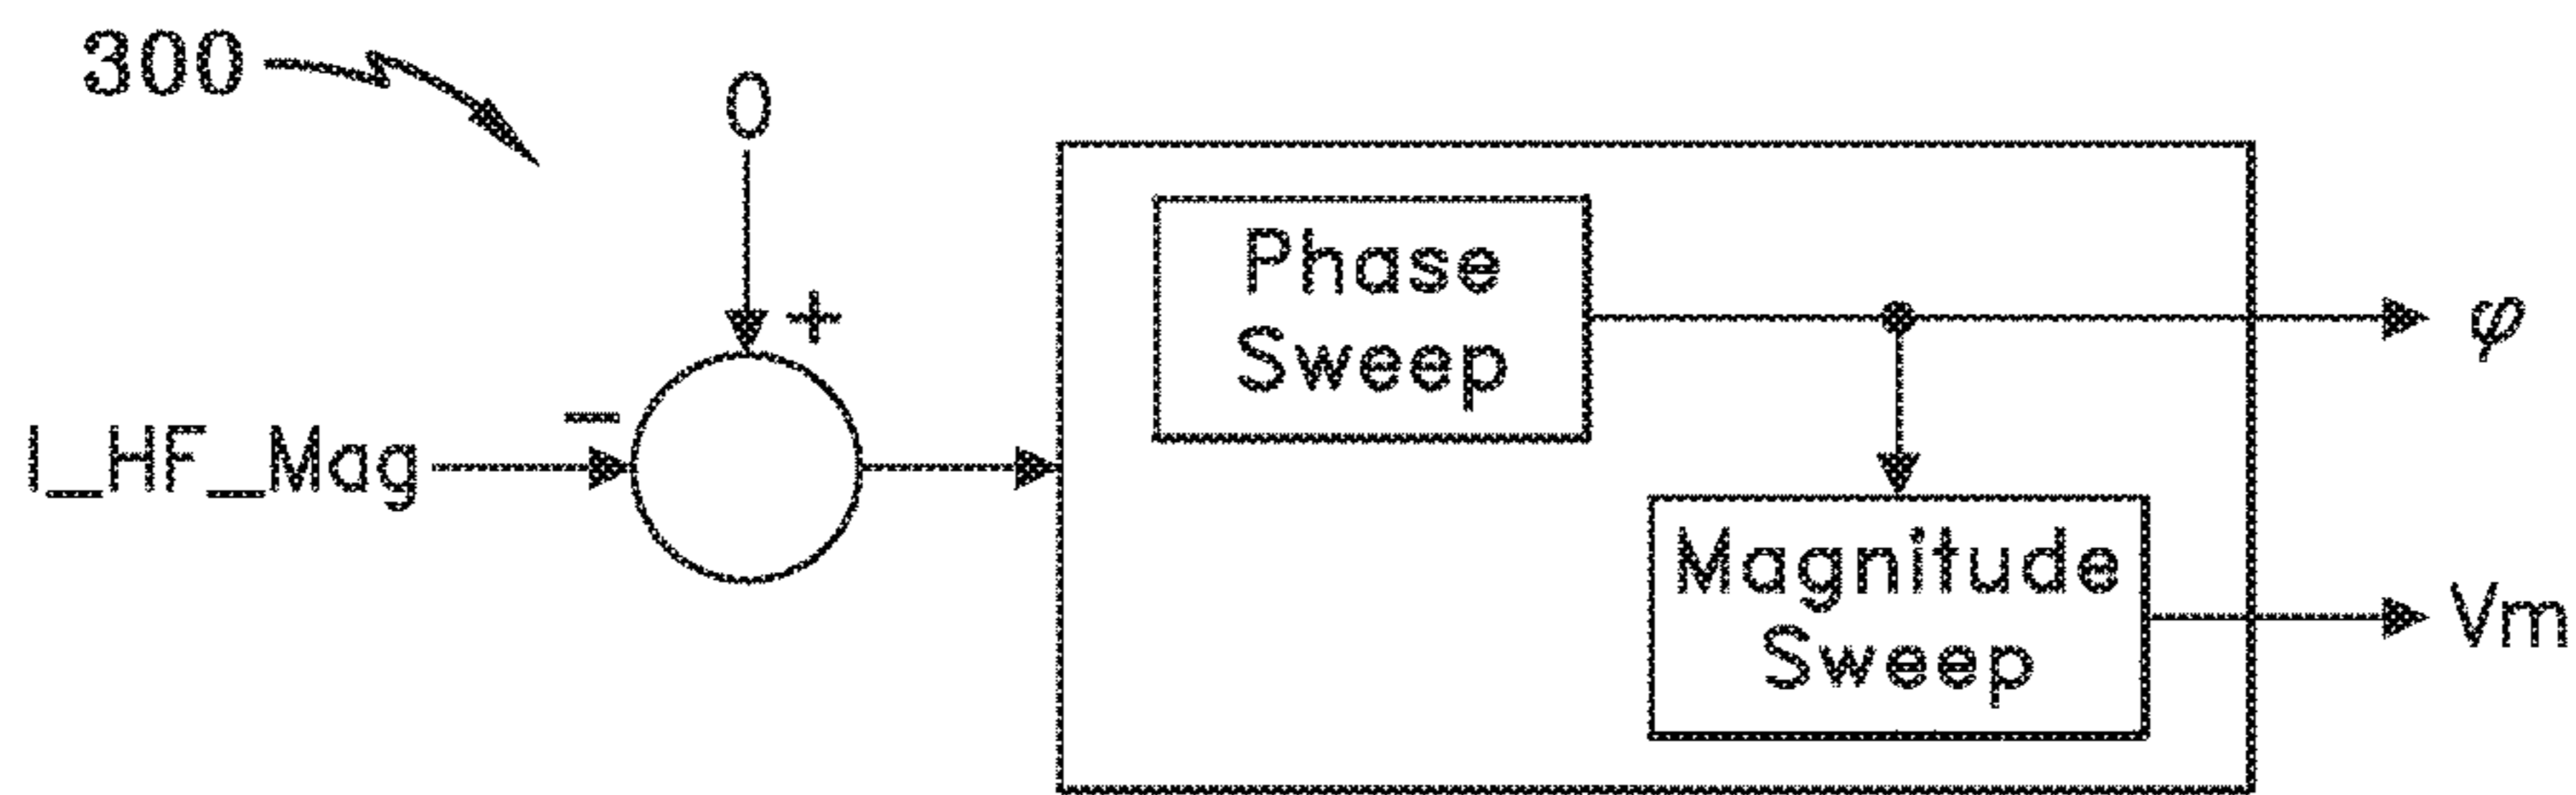 300
0
+
−
I_HF_Mag
Phase
Sweep
φ
Magnitude
Sweep
Vm